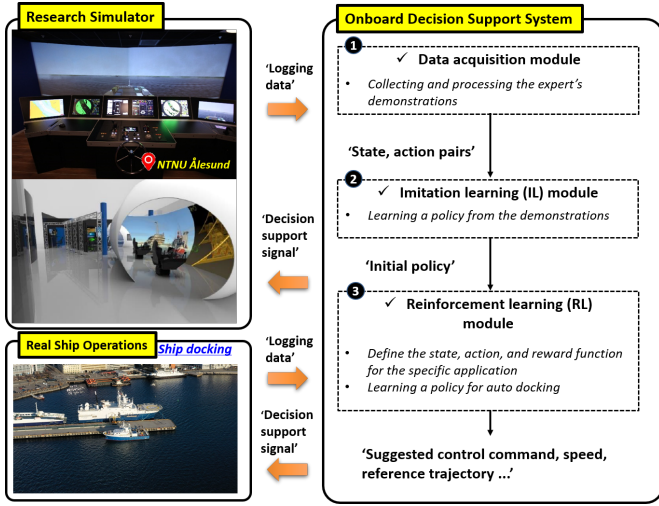 Research Simulator
NTNU Ålesund
Real Ship Operations
Ship docking
‘Logging
data’
‘Decision
support
signal’
‘Logging
data’
‘Decision
support
signal’
Onboard Decision Support System
1
✓ Data acquisition module
• Collecting and processing the expert’s
demonstrations
‘State, action pairs’
2
✓ Imitation learning (IL) module
• Learning a policy from the demonstrations
‘Initial policy’
3
✓ Reinforcement learning (RL)
module
• Define the state, action, and reward function
for the specific application
• Learning a policy for auto docking
‘Suggested control command, speed,
reference trajectory ...’